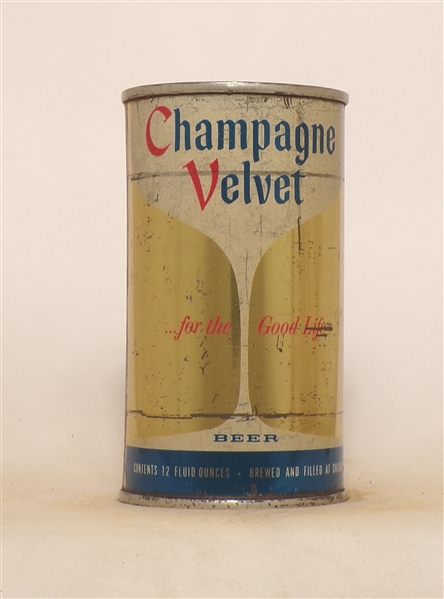 Champagne
Velvet
...for the Good Life
BEER
CONTENTS 12 FLUID OUNCES • BREWED AND FILLED AT